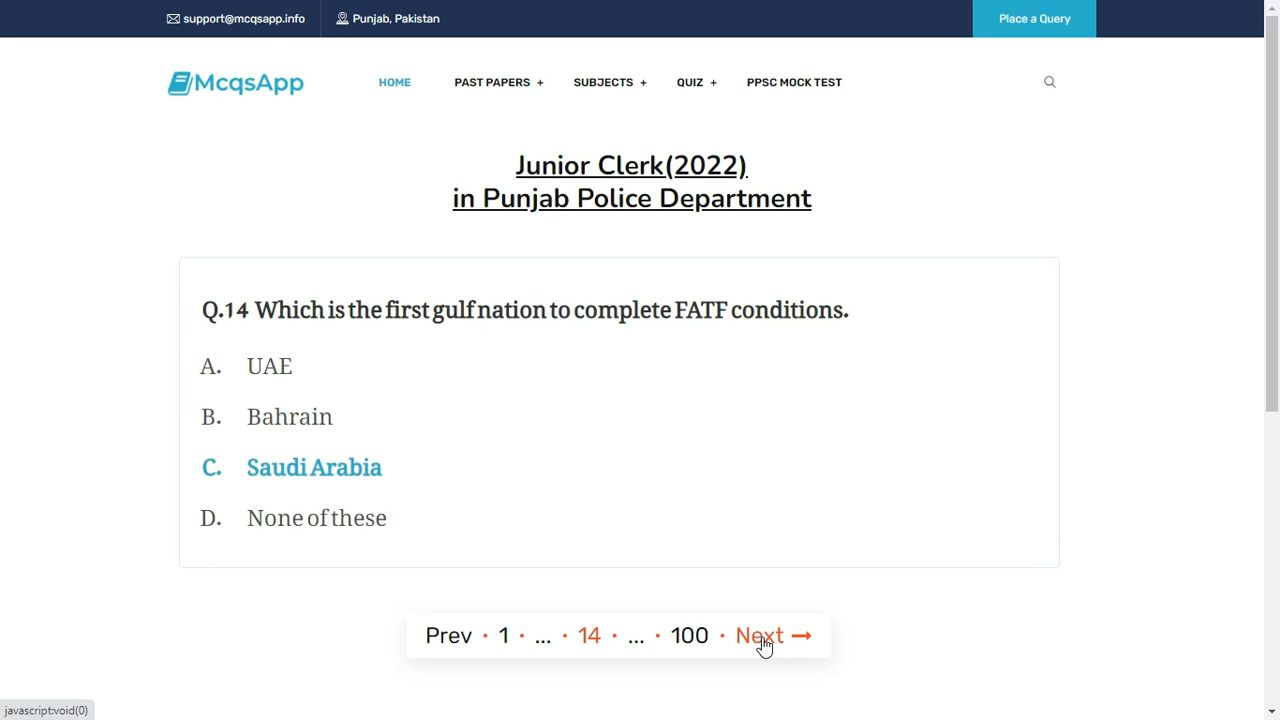 support@mcqsapp.info Punjab, Pakistan Place a Query
McqsApp HOME PAST PAPERS + SUBJECTS + QUIZ + PPSC MOCK TEST
Junior Clerk(2022)
in Punjab Police Department
Q.14 Which is the first gulf nation to complete FATF conditions.
A. UAE
B. Bahrain
C. Saudi Arabia
D. None of these
Prev • 1 • ... • 14 • ... • 100 • Next →
javascript:void(0)